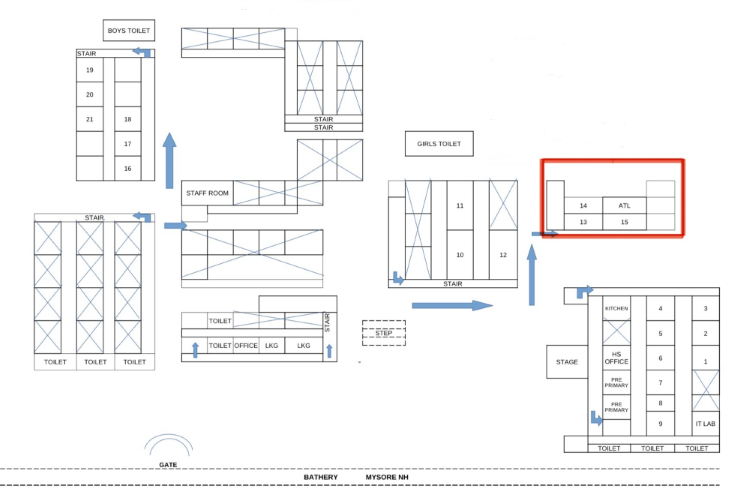 BOYS TOILET
STAIR
19
20
21
18
17
16
STAIR
STAIR
GIRLS TOILET
STAFF ROOM
11
10
12
STAIR
14
ATL
13
15
STAIR
TOILET
TOILET
TOILET
TOILET
STAIR
TOILET
OFFICE
LKG
LKG
STEP
STAGE
KITCHEN
4
3
5
2
HS
OFFICE
6
1
PRE
PRIMARY
7
PRE
PRIMARY
8
9
IT LAB
TOILET
TOILET
TOILET
GATE
BATHERY MYSORE NH